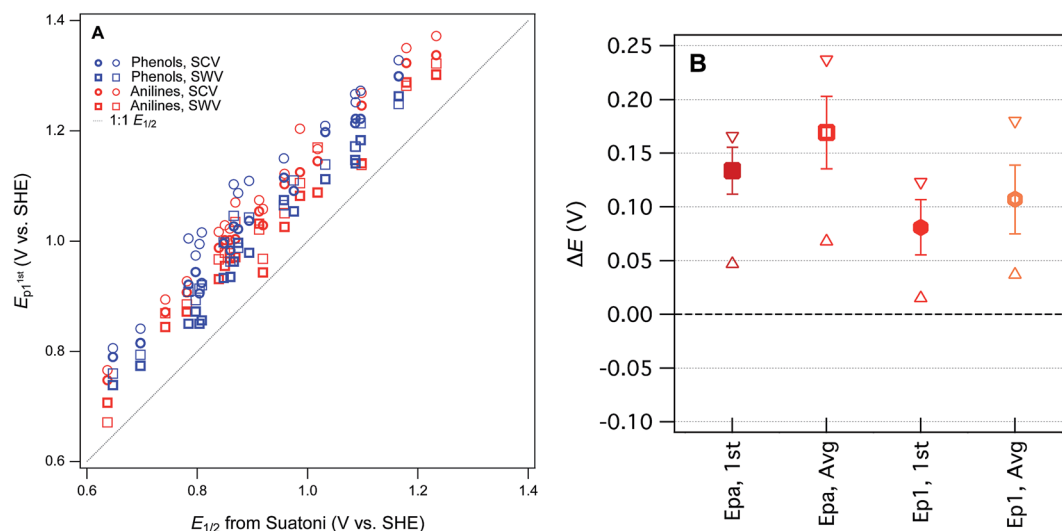 A
Phenols, SCV
Phenols, SWV
Anilines, SCV
Anilines, SWV
1:1 E1/2
1.4
1.2
1.0
0.8
0.6
0.6
0.8
1.0
1.2
1.4
Ep1 1st (V vs. SHE)
E1/2 from Suatoni (V vs. SHE)
B
0.25
0.20
0.15
0.10
0.05
0.00
-0.05
-0.10
ΔE (V)
Epa, 1st
Epa, Avg
Ep1, 1st
Ep1, Avg